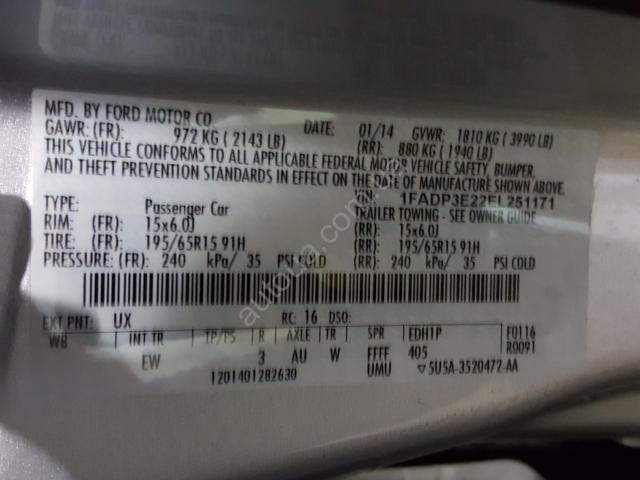 MFD. BY FORD MOTOR CO.
DATE: 01/14 GVWR: 1810 KG ( 3990 LB)
GAWR: (FR): 972 KG ( 2143 LB) (RR): 880 KG ( 1940 LB)
THIS VEHICLE CONFORMS TO ALL APPLICABLE FEDERAL MOTOR VEHICLE SAFETY, BUMPER,
AND THEFT PREVENTION STANDARDS IN EFFECT ON THE DATE OF MANUFACTURE SHOWN ABOVE.
VIN: 1FADP3E22EL251171
TYPE: Passenger Car TRAILER TOWING - SEE OWNER GUIDE
RIM: (FR): 15x6.0J (RR): 15x6.0J
TIRE: (FR): 195/65R15 91H (RR): 195/65R15 91H
PRESSURE: (FR): 240 kPa/ 35 PSI COLD (RR): 240 kPa/ 35 PSI COLD
EXT PNT: UX RC: 16 DSO:
WB INT TR TP/PS R AXLE TR SPR EDH1P F0116
EW 3 AU W FFFF 405 R0091
1201401282630 UMU 5U5A-3520472-AA